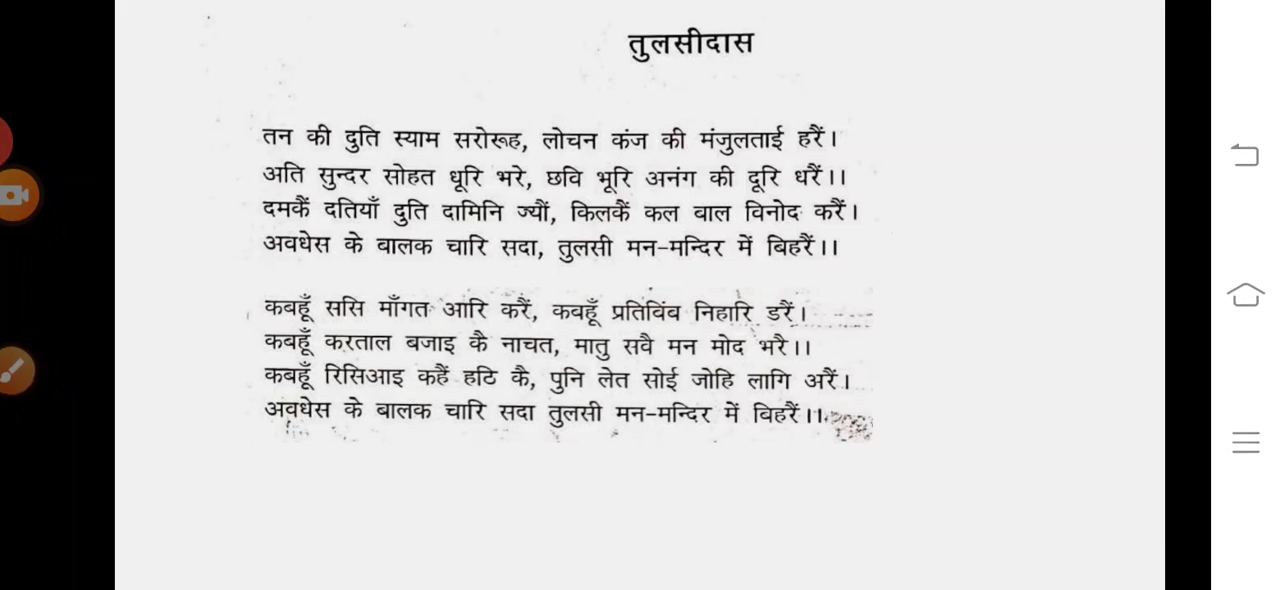 तुलसीदास
तन की दुति स्याम सरोरूह, लोचन कंज की मंजुलताई हरैं।
अति सुन्दर सोहत धूरि भरे, छवि भूरि अनंग की दूरि धरैं।।
दमकैं दतियाँ दुति दामिनि ज्यौं, किलकैं कल बाल विनोद करैं।
अवधेस के बालक चारि सदा, तुलसी मन-मन्दिर में बिहरैं।।
कबहूँ ससि माँगत आरि करैं, कबहूँ प्रतिविंव निहारि डरैं।
कबहूँ करताल बजाइ कै नाचत, मातु सवै मन मोद भरै।।
कबहूँ रिसिआइ कहैं हठि कै, पुनि लेत सोई जोहि लागि अरैं।
अवधेस के बालक चारि सदा तुलसी मन-मन्दिर में बिहरैं।।